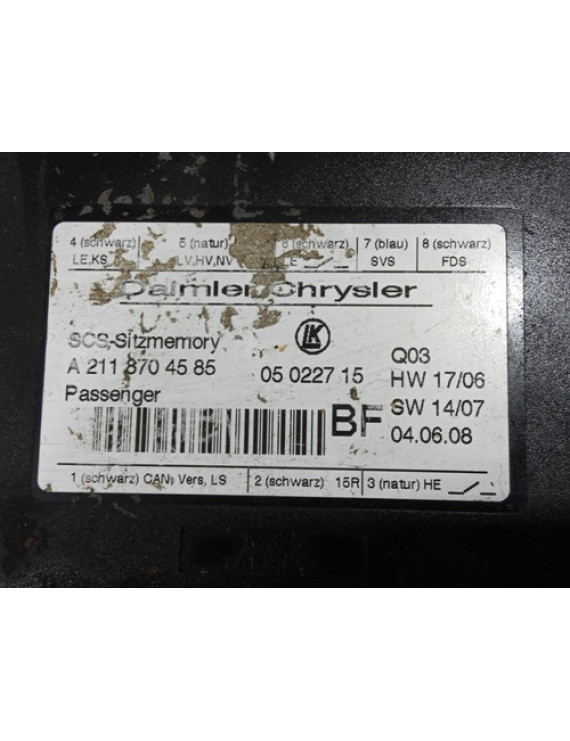 4 (schwarz) 5 (natur) 6 (schwarz) 7 (blau) 8 (schwarz)
LE,KS LV,HV,NV LE SVS FDS
DaimlerChrysler
SCS-Sitzmemory LK
A 211 870 45 85 05 0227 15 Q03
Passenger HW 17/06
BF SW 14/07
04.06.08
1 (schwarz) CAN, Vers, LS 2 (schwarz) 15R 3 (natur) HE